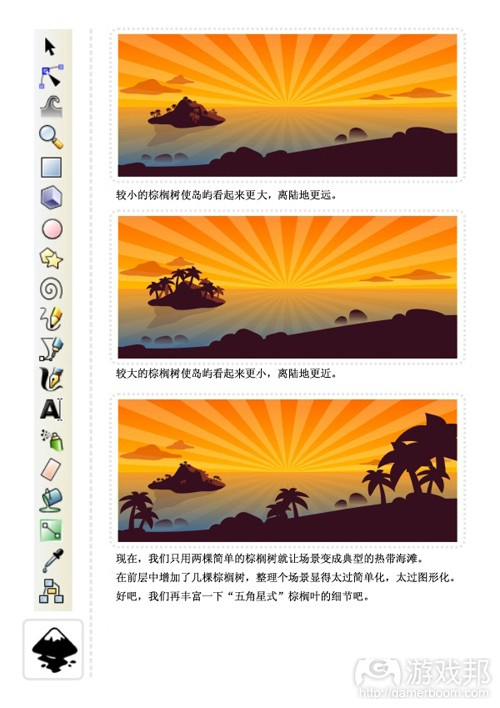 较小的棕榈树使岛屿看起来更大，离陆地更远。
较大的棕榈树使岛屿看起来更小，离陆地更近。
现在，我们只用两棵简单的棕榈树就让场景变成典型的热带海滩。
在前层中增加了几棵棕榈树，整理个场景显得太过简单化，太过图形化。
好吧，我们再丰富一下“五角星式”棕榈叶的细节吧。
游戏邦
http://gamerboom.com